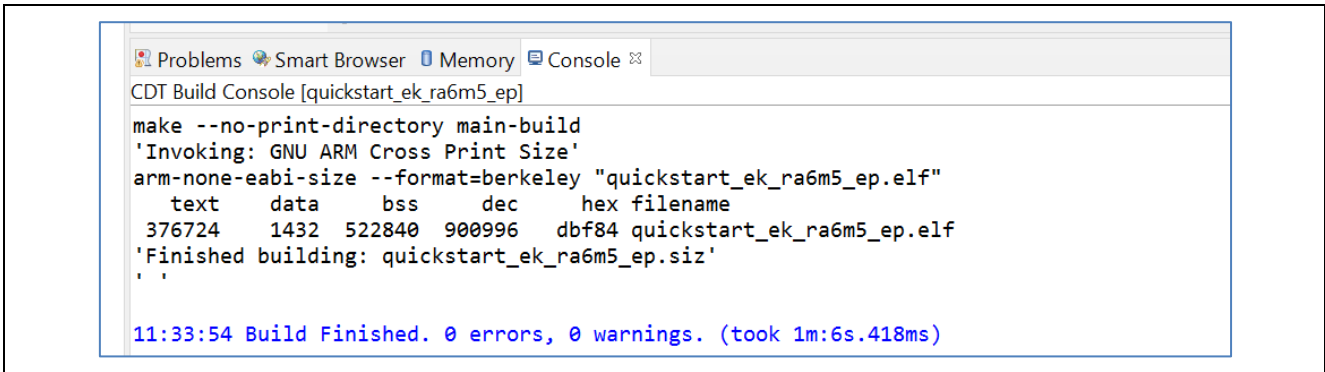 Problems Smart Browser Memory Console
CDT Build Console [quickstart_ek_ra6m5_ep]
make --no-print-directory main-build
'Invoking: GNU ARM Cross Print Size'
arm-none-eabi-size --format=berkeley "quickstart_ek_ra6m5_ep.elf"
   text    data     bss     dec     hex filename
 376724    1432  522840  900996   dbf84 quickstart_ek_ra6m5_ep.elf
'Finished building: quickstart_ek_ra6m5_ep.siz'
' '
11:33:54 Build Finished. 0 errors, 0 warnings. (took 1m:6s.418ms)